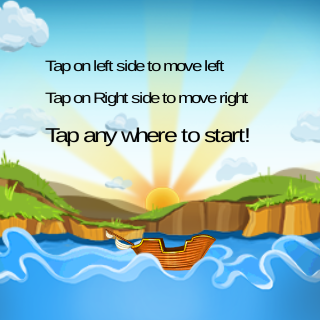 Tap on left side to move left
Tap on Right side to move right
Tap any where to start!